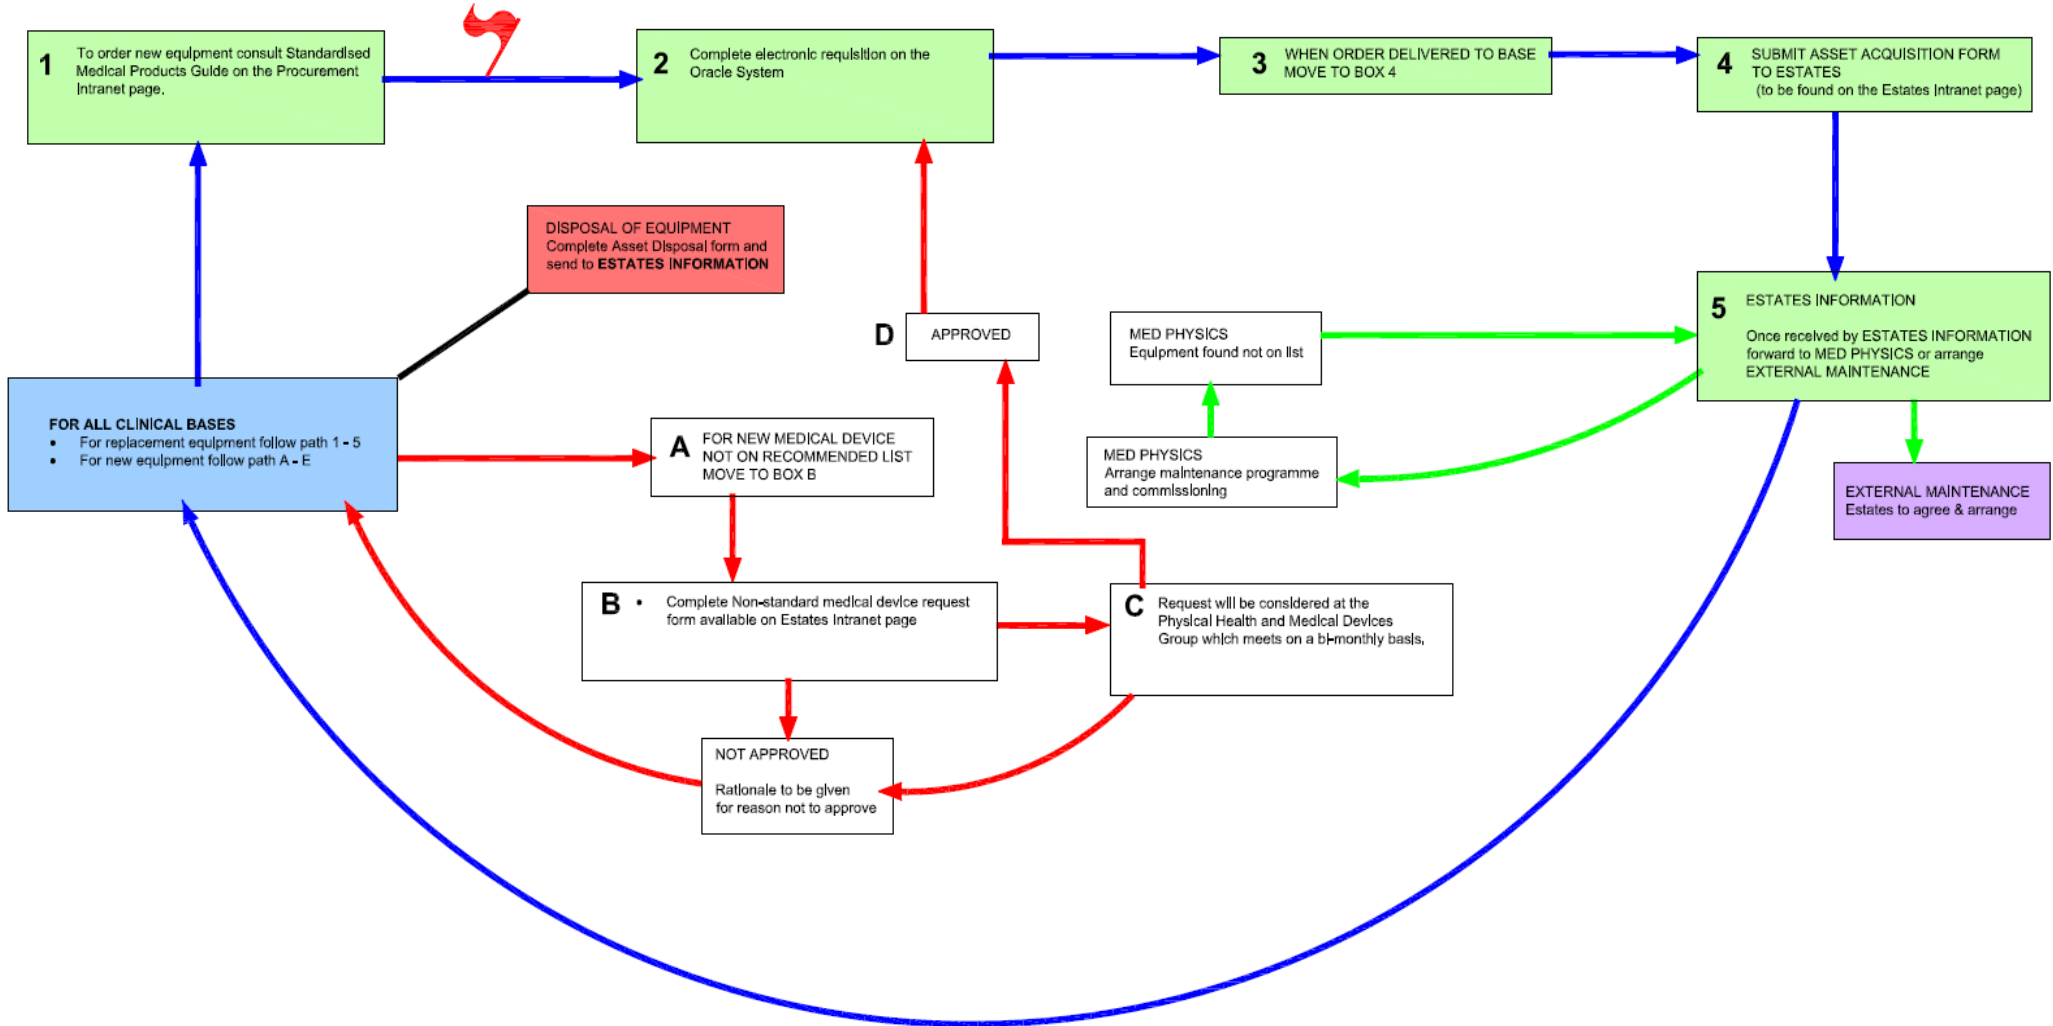 1
To order new equipment consult Standardised
Medical Products Guide on the Procurement
Intranet page.
2
Complete electronic requisition on the
Oracle System
3
WHEN ORDER DELIVERED TO BASE
MOVE TO BOX 4
4
SUBMIT ASSET ACQUISITION FORM
TO ESTATES
(to be found on the Estates Intranet page)
DISPOSAL OF EQUIPMENT
Complete Asset Disposal form and
send to ESTATES INFORMATION
5
ESTATES INFORMATION
Once received by ESTATES INFORMATION
forward to MED PHYSICS or arrange
EXTERNAL MAINTENANCE
D
APPROVED
MED PHYSICS
Equipment found not on list
FOR ALL CLINICAL BASES
• For replacement equipment follow path 1 - 5
• For new equipment follow path A - E
A
FOR NEW MEDICAL DEVICE
NOT ON RECOMMENDED LIST
MOVE TO BOX B
MED PHYSICS
Arrange maintenance programme
and commissioning
EXTERNAL MAINTENANCE
Estates to agree & arrange
B
• Complete Non-standard medical device request
form available on Estates Intranet page
C
Request will be considered at the
Physical Health and Medical Devices
Group which meets on a bi-monthly basis.
NOT APPROVED
Rationale to be given
for reason not to approve